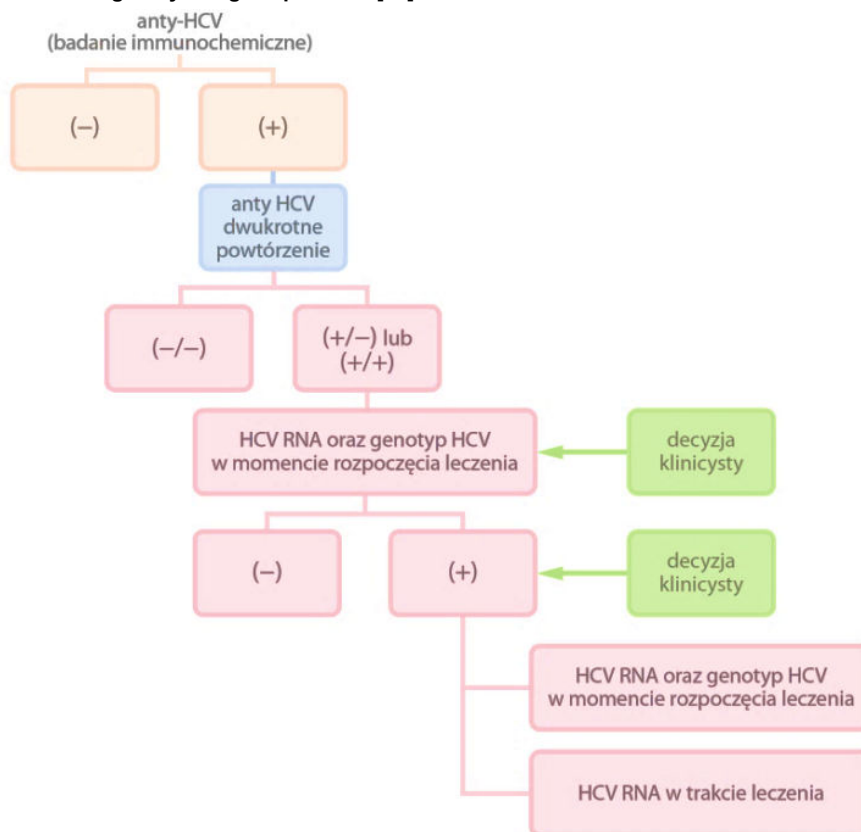 anty-HCV
(badanie immunochemiczne)
(–)
(+)
anty HCV
dwukrotne
powtórzenie
(–/–)
(+/–) lub
(+/+)
HCV RNA oraz genotyp HCV
w momencie rozpoczęcia leczenia
decyzja
klinicysty
(–)
(+)
decyzja
klinicysty
HCV RNA oraz genotyp HCV
w momencie rozpoczęcia leczenia
HCV RNA w trakcie leczenia